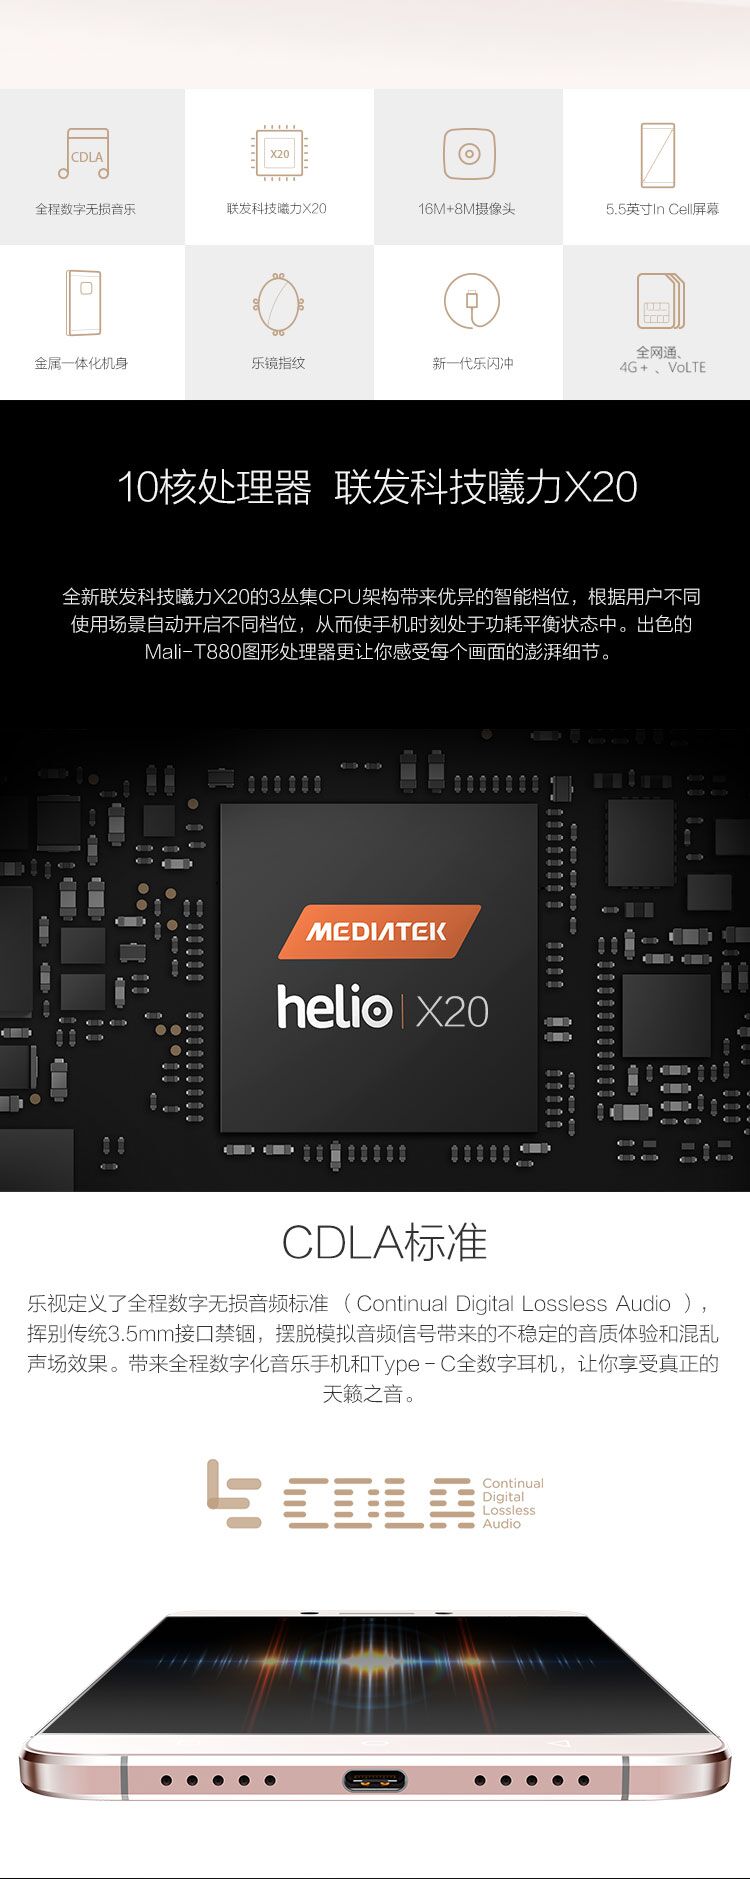 CDLA
全程数字无损音乐
X20
联发科技曦力X20
16M+8M摄像头
5.5英寸In Cell屏幕
金属一体化机身
乐镜指纹
新一代乐闪冲
全网通、
4G+ 、VoLTE
10核处理器 联发科技曦力X20
全新联发科技曦力X20的3丛集CPU架构带来优异的智能档位，根据用户不同
使用场景自动开启不同档位，从而使手机时刻处于功耗平衡状态中。出色的
Mali-T880图形处理器更让你感受每个画面的澎湃细节。
MEDIATEK
helio X20
CDLA标准
乐视定义了全程数字无损音频标准 （Continual Digital Lossless Audio ），
挥别传统3.5mm接口禁锢，摆脱模拟音频信号带来的不稳定的音质体验和混乱
声场效果。带来全程数字化音乐手机和Type-C全数字耳机，让你享受真正的
天籁之音。
CDLA
Continual
Digital
Lossless
Audio